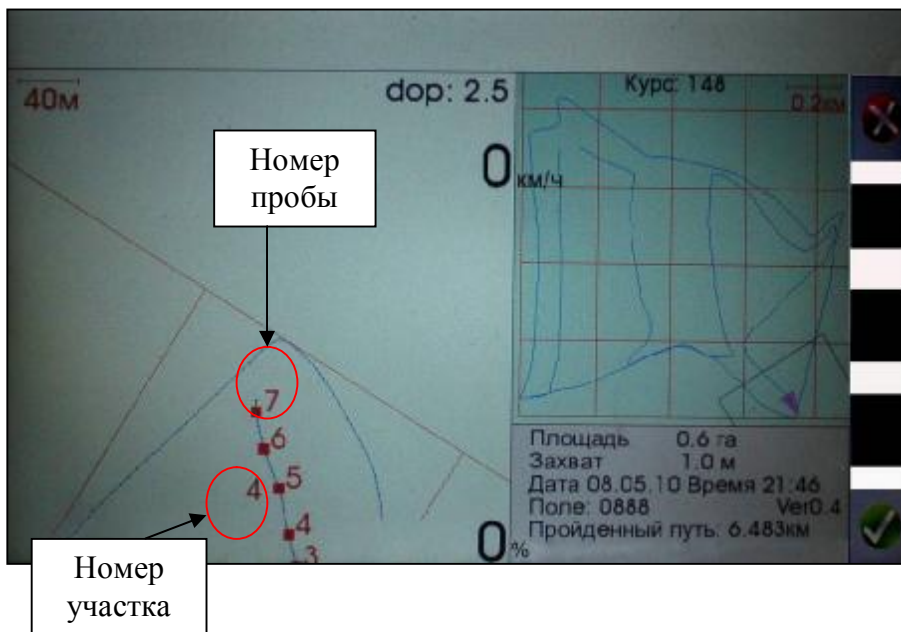 40м
dop: 2.5
Курс: 148
0.2км
Номер
пробы
0
км/ч
7
6
5
4
4
3
0
%
Площадь 0.6 га
Захват 1.0 м
Дата 08.05.10 Время 21:46
Поле: 0888 Ver0.4
Пройденный путь: 6.483км
Номер
участка